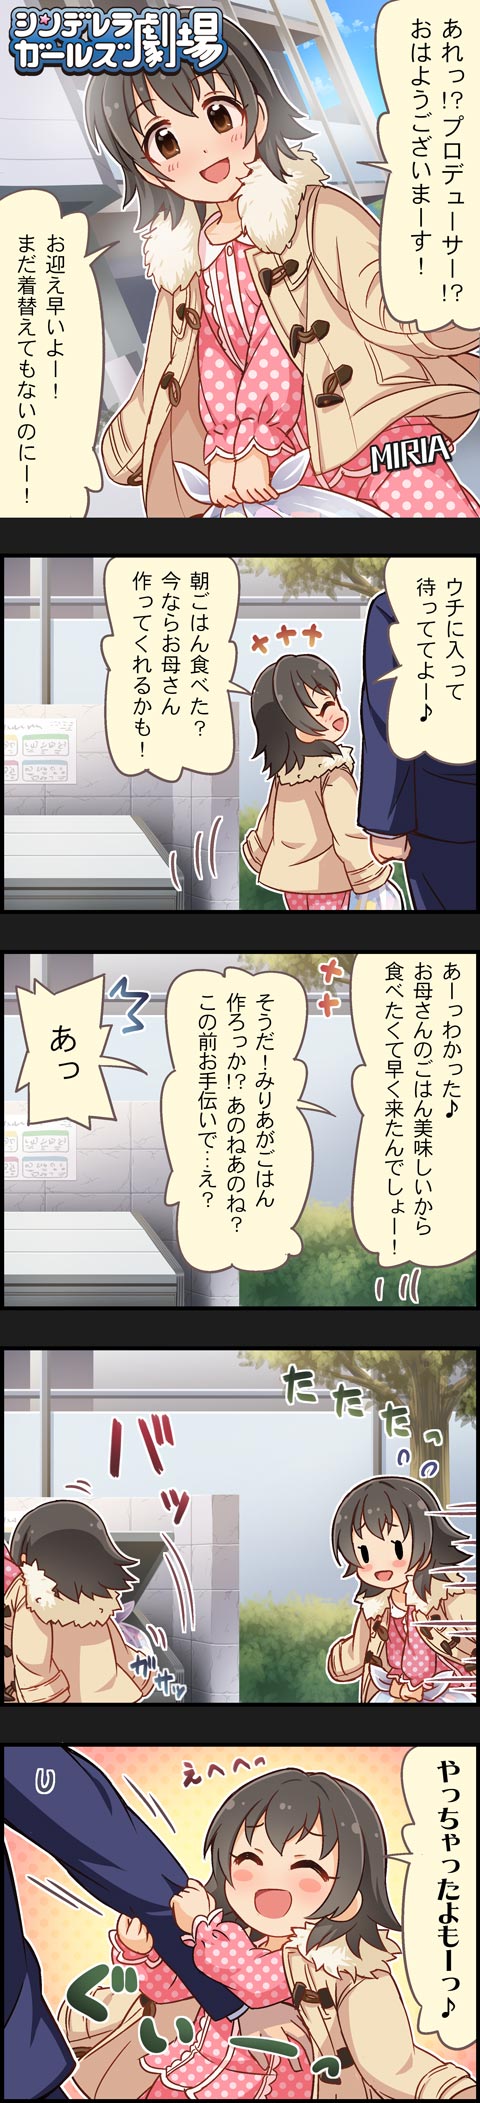 シンデレラ
ガールズ劇場
あれっ!?プロデューサー!?
おはようございまーす！
お迎え早いよー！
まだ着替えてもないのにー！
MIRIA
ウチに入って
待っててよー♪
朝ごはん食べた？
今ならお母さん
作ってくれるかも！
あーっわかった♪
お母さんのごはん美味しいから
食べたくて早く来たんでしょー！
そうだ！みりあがごはん
作ろっか!?あのねあのね？
この前お手伝いで…え？
あっ
たたたっ
バッ
ガサッ
やっちゃったよもーっ♪
えへへっ
ぐいーっ